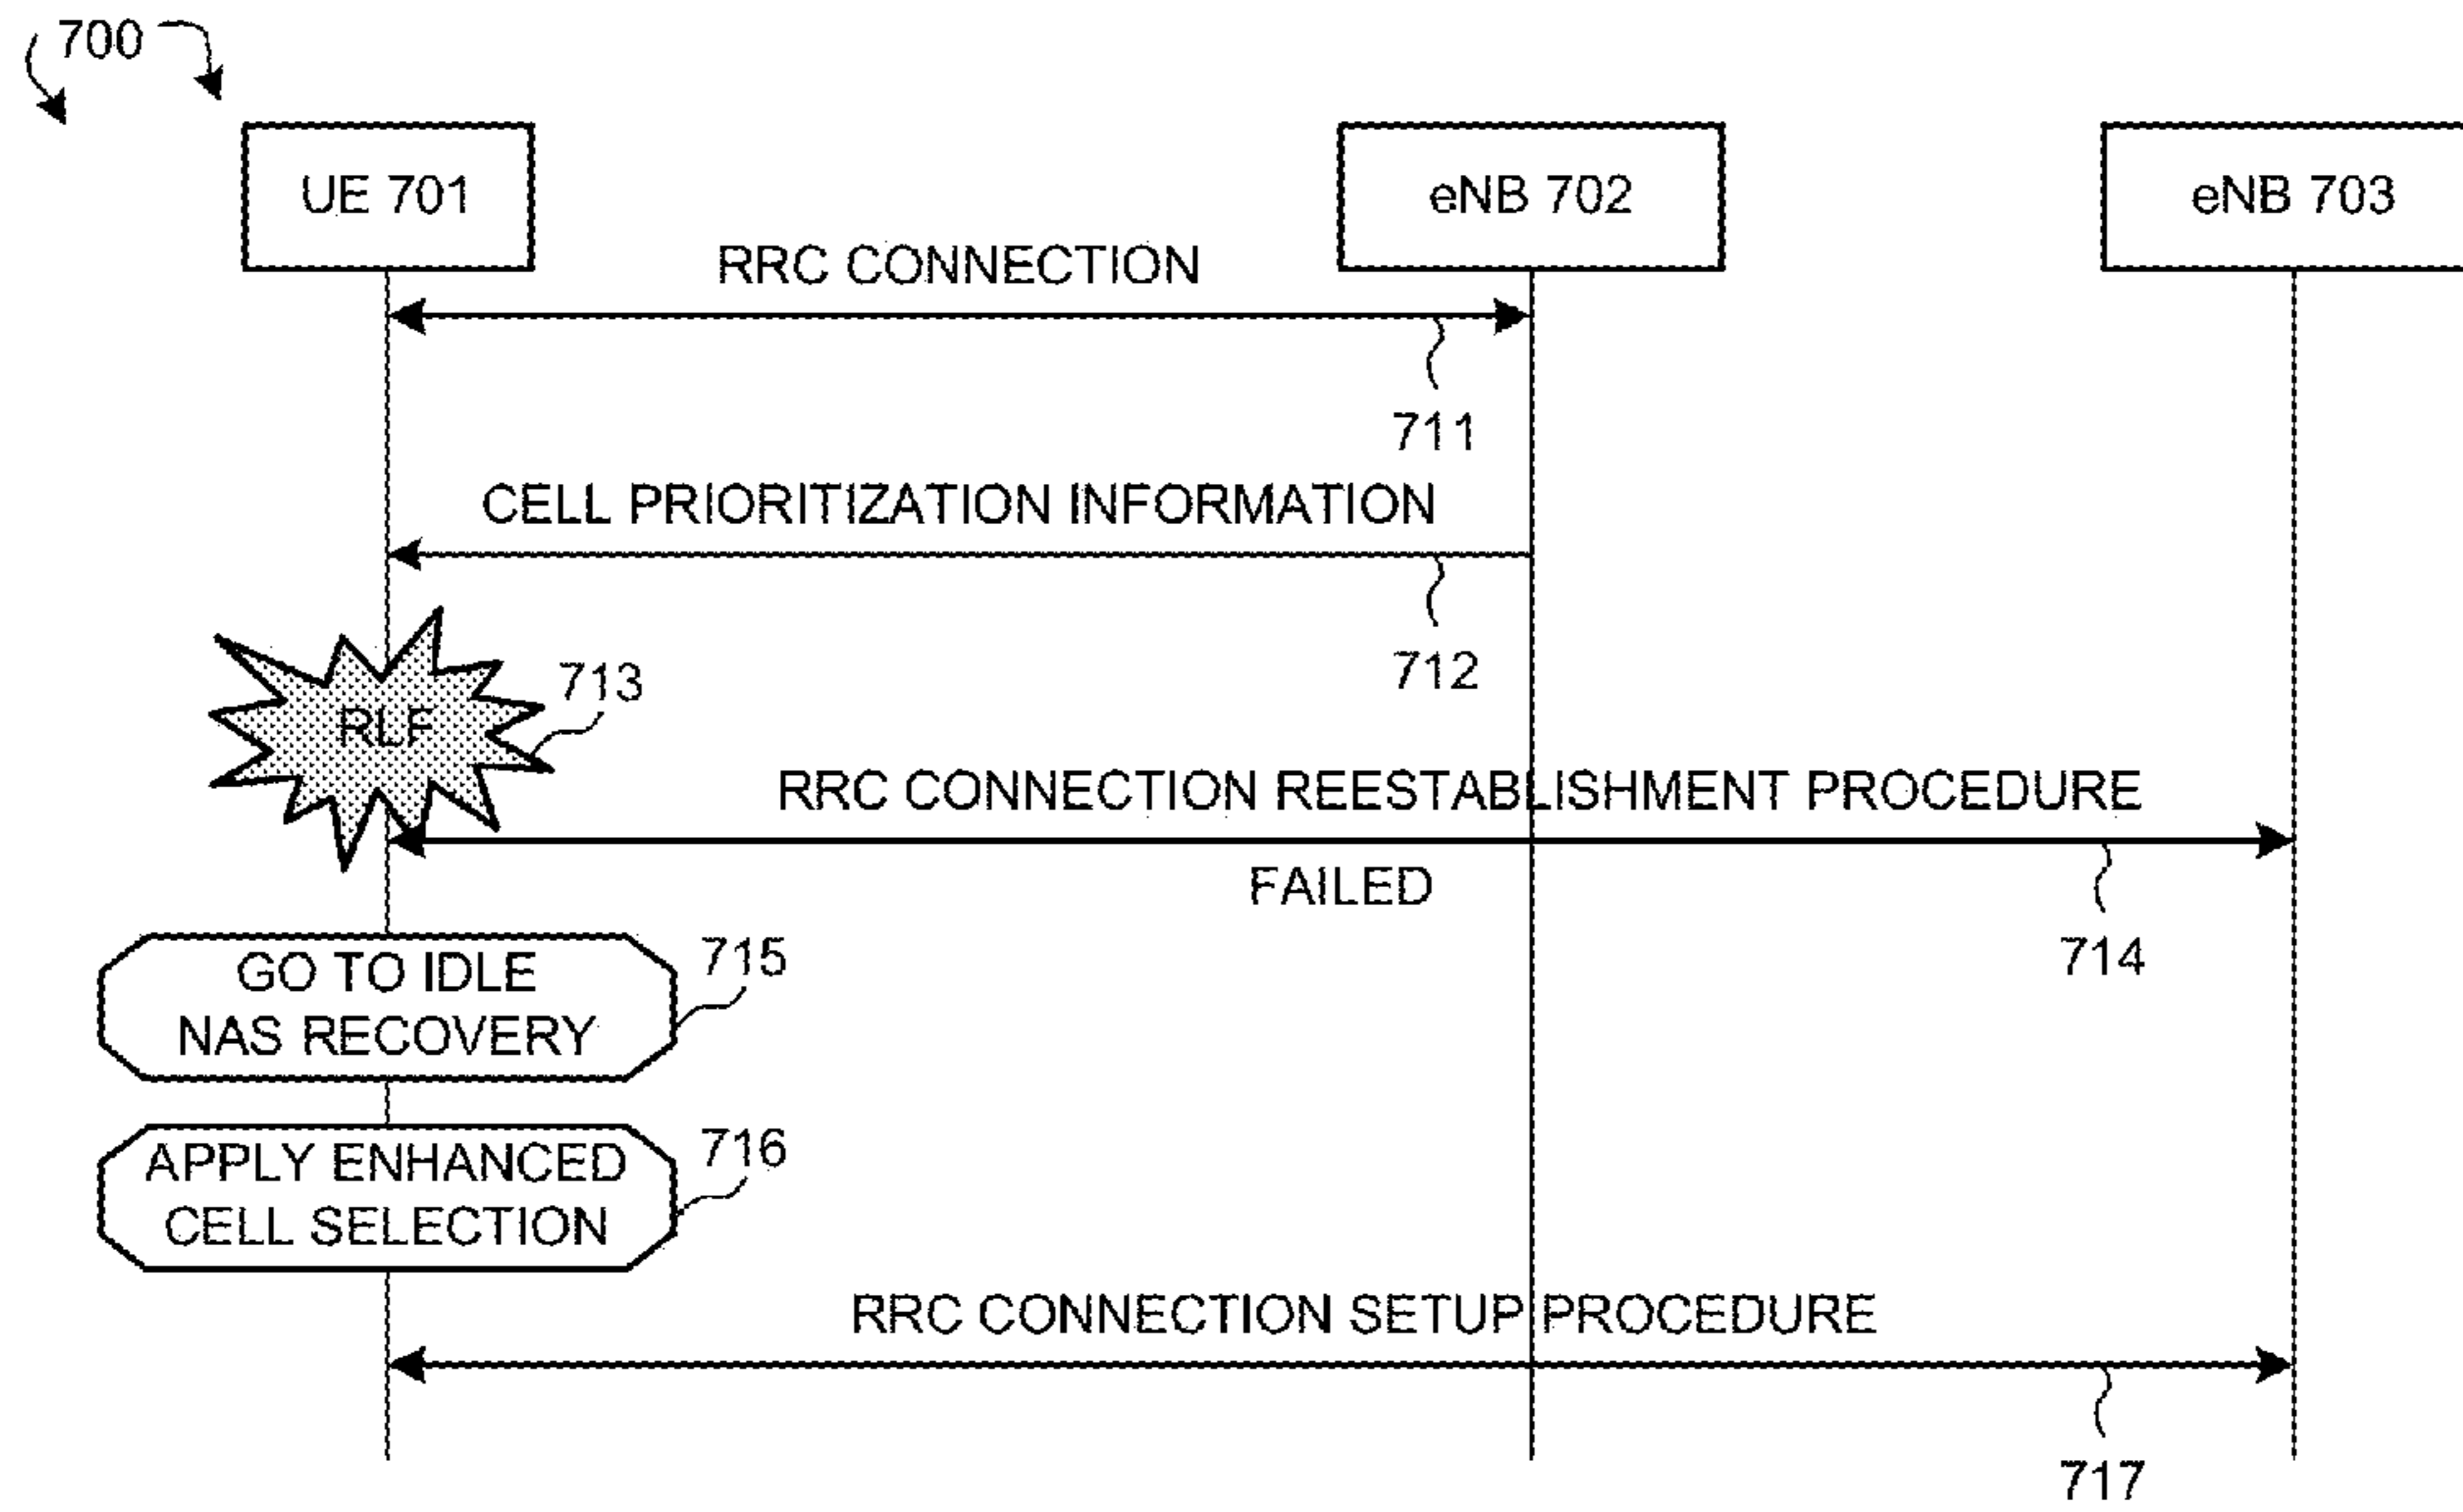 700
UE 701
eNB 702
eNB 703
RRC CONNECTION
711
CELL PRIORITIZATION INFORMATION
712
RLF
713
RRC CONNECTION REESTABLISHMENT PROCEDURE
FAILED
714
GO TO IDLE
NAS RECOVERY
715
APPLY ENHANCED
CELL SELECTION
716
RRC CONNECTION SETUP PROCEDURE
717